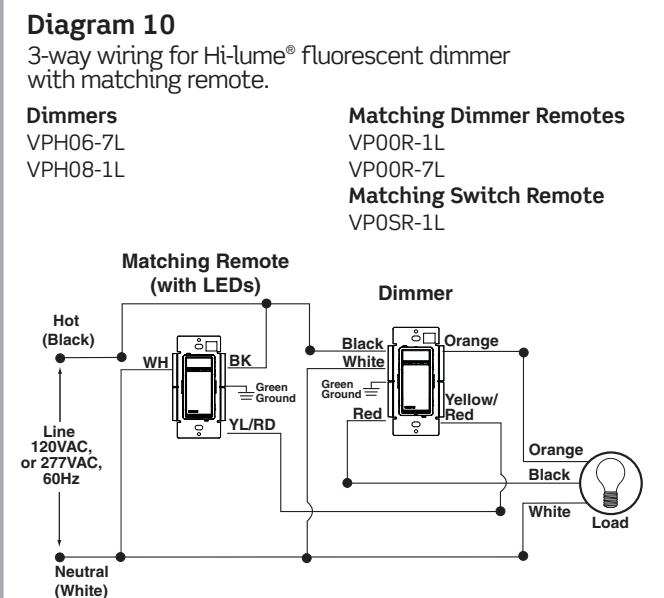 Diagram 10
3-way wiring for Hi-lume® fluorescent dimmer
with matching remote.
Dimmers
VPH06-7L
VPH08-1L
Matching Dimmer Remotes
VP00R-1L
VP00R-7L
Matching Switch Remote
VP0SR-1L
Matching Remote
(with LEDs)
Dimmer
Hot
(Black)
WH
BK
Green
Ground
YL/RD
Black
White
Green
Ground
Red
Orange
Yellow/
Red
Line
120VAC,
or 277VAC,
60Hz
Orange
Black
White
Load
Neutral
(White)